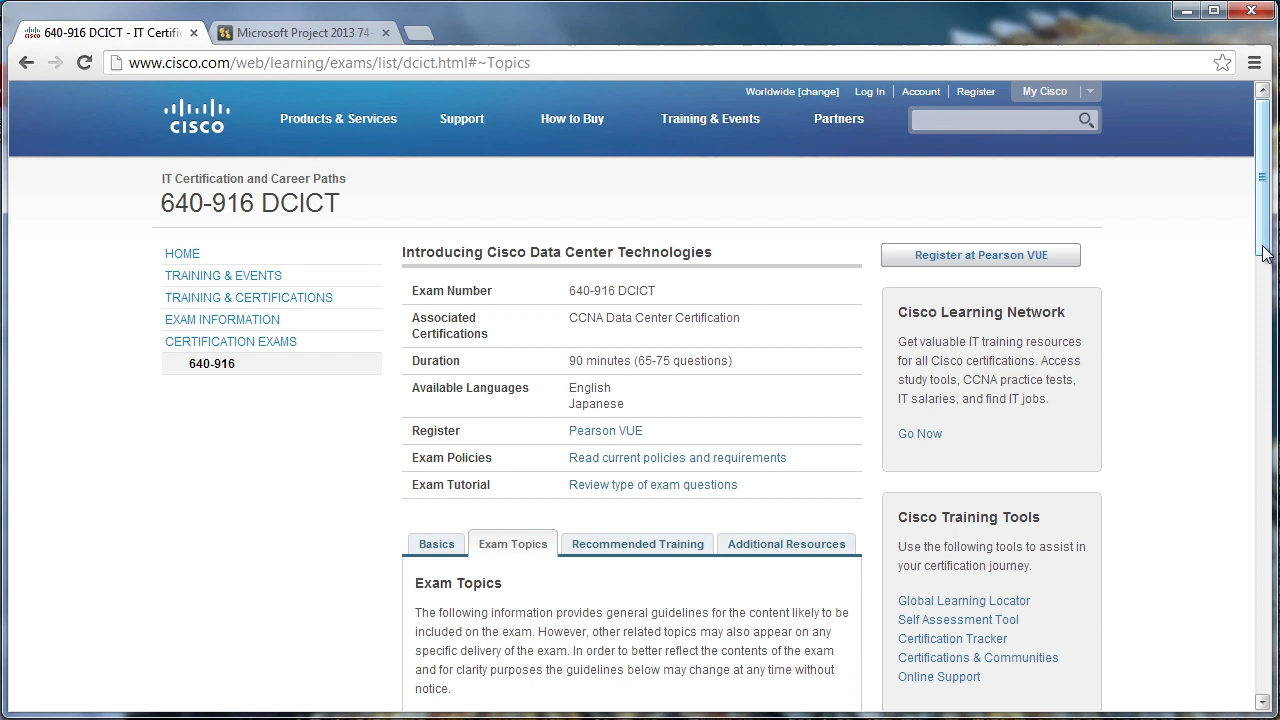 640-916 DCICT - IT Certifi
Microsoft Project 2013 74-
www.cisco.com/web/learning/exams/list/dcict.html#~Topics
Worldwide [change] Log In Account Register My Cisco
CISCO
Products & Services Support How to Buy Training & Events Partners
IT Certification and Career Paths
640-916 DCICT
HOME
TRAINING & EVENTS
TRAINING & CERTIFICATIONS
EXAM INFORMATION
CERTIFICATION EXAMS
640-916
Introducing Cisco Data Center Technologies
Exam Number 640-916 DCICT
Associated
Certifications
CCNA Data Center Certification
Duration 90 minutes (65-75 questions)
Available Languages English
Japanese
Register Pearson VUE
Exam Policies Read current policies and requirements
Exam Tutorial Review type of exam questions
Basics Exam Topics Recommended Training Additional Resources
Exam Topics
The following information provides general guidelines for the content likely to be
included on the exam. However, other related topics may also appear on any
specific delivery of the exam. In order to better reflect the contents of the exam
and for clarity purposes the guidelines below may change at any time without
notice.
Register at Pearson VUE
Cisco Learning Network
Get valuable IT training resources
for all Cisco certifications. Access
study tools, CCNA practice tests,
IT salaries, and find IT jobs.
Go Now
Cisco Training Tools
Use the following tools to assist in
your certification journey.
Global Learning Locator
Self Assessment Tool
Certification Tracker
Certifications & Communities
Online Support